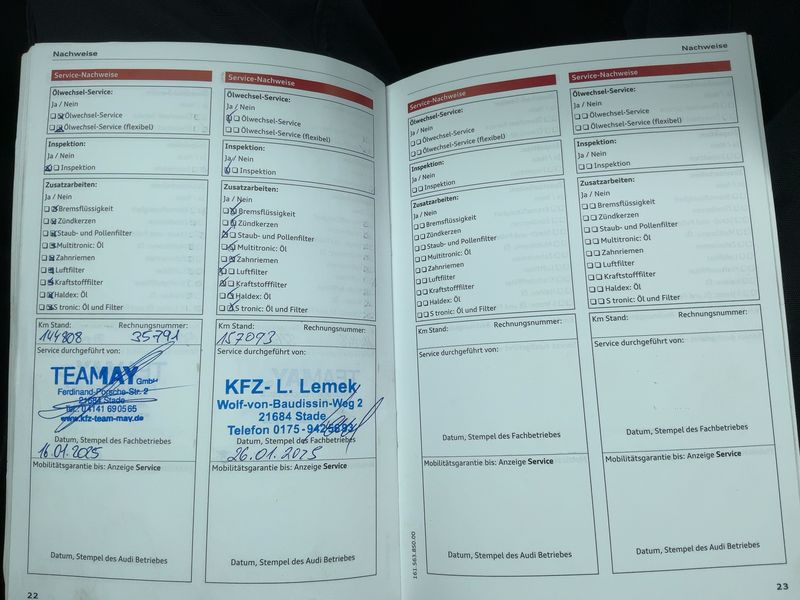 Nachweise
Service-Nachweise
Ölwechsel-Service:
Ja / Nein
Ölwechsel-Service
Ölwechsel-Service (flexibel)
Inspektion:
Ja / Nein
Inspektion
Zusatzarbeiten:
Ja / Nein
Bremsflüssigkeit
Zündkerzen
Staub- und Pollenfilter
Multitronic: Öl
Zahnriemen
Luftfilter
Kraftstofffilter
Haldex: Öl
S tronic: Öl und Filter
Km Stand: Rechnungsnummer:
144808 35791
Service durchgeführt von:
TEAMAY GmbH
Ferdinand-Porsche-Str. 2
21684 Stade
Tel.: 04141 690565
www.kfz-team-may.de
Datum, Stempel des Fachbetriebes
16.01.2025
Mobilitätsgarantie bis: Anzeige Service
Datum, Stempel des Audi Betriebes
22
Service-Nachweise
Ölwechsel-Service:
Ja / Nein
Ölwechsel-Service
Ölwechsel-Service (flexibel)
Inspektion:
Ja / Nein
Inspektion
Zusatzarbeiten:
Ja / Nein
Bremsflüssigkeit
Zündkerzen
Staub- und Pollenfilter
Multitronic: Öl
Zahnriemen
Luftfilter
Kraftstofffilter
Haldex: Öl
S tronic: Öl und Filter
Km Stand: Rechnungsnummer:
157093
Service durchgeführt von:
KFZ- L. Lemek
Wolf-von-Baudissin-Weg 2
21684 Stade
Telefon 0175 - 9425693
Datum, Stempel des Fachbetriebes
26.01.2025
Mobilitätsgarantie bis: Anzeige Service
Datum, Stempel des Audi Betriebes
Nachweise
Service-Nachweise
Ölwechsel-Service:
Ja / Nein
Ölwechsel-Service
Ölwechsel-Service (flexibel)
Inspektion:
Ja / Nein
Inspektion
Zusatzarbeiten:
Ja / Nein
Bremsflüssigkeit
Zündkerzen
Staub- und Pollenfilter
Multitronic: Öl
Zahnriemen
Luftfilter
Kraftstofffilter
Haldex: Öl
S tronic: Öl und Filter
Km Stand: Rechnungsnummer:
Service durchgeführt von:
Datum, Stempel des Fachbetriebes
Mobilitätsgarantie bis: Anzeige Service
Datum, Stempel des Audi Betriebes
161.563.850.00
Service-Nachweise
Ölwechsel-Service:
Ja / Nein
Ölwechsel-Service
Ölwechsel-Service (flexibel)
Inspektion:
Ja / Nein
Inspektion
Zusatzarbeiten:
Ja / Nein
Bremsflüssigkeit
Zündkerzen
Staub- und Pollenfilter
Multitronic: Öl
Zahnriemen
Luftfilter
Kraftstofffilter
Haldex: Öl
S tronic: Öl und Filter
Km Stand: Rechnungsnummer:
Service durchgeführt von:
Datum, Stempel des Fachbetriebes
Mobilitätsgarantie bis: Anzeige Service
Datum, Stempel des Audi Betriebes
23